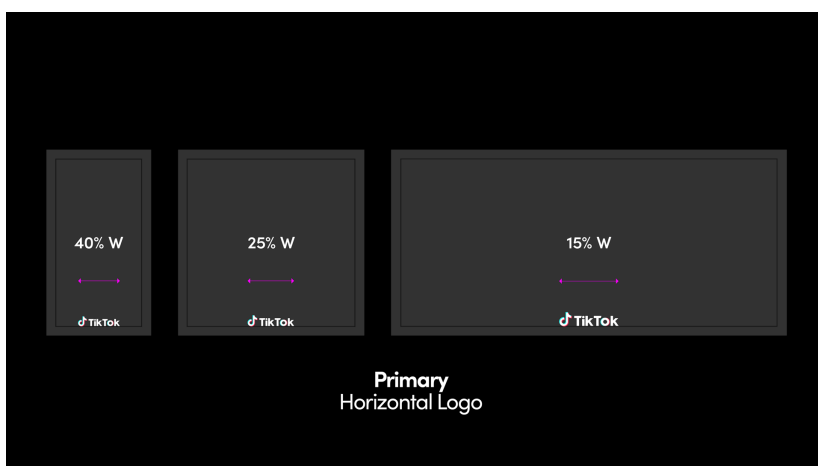 40% W
25% W
15% W
TikTok
TikTok
TikTok
Primary
Horizontal Logo